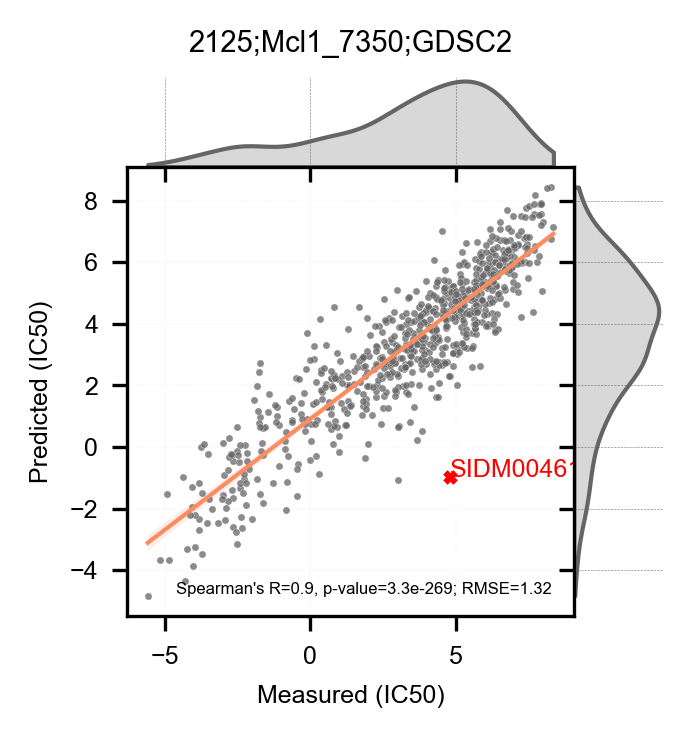 2125;Mcl1_7350;GDSC2
8
6
4
2
0
−2
−4
Predicted (IC50)
SIDM00461
Spearman's R=0.9, p-value=3.3e-269; RMSE=1.32
−5
0
5
Measured (IC50)